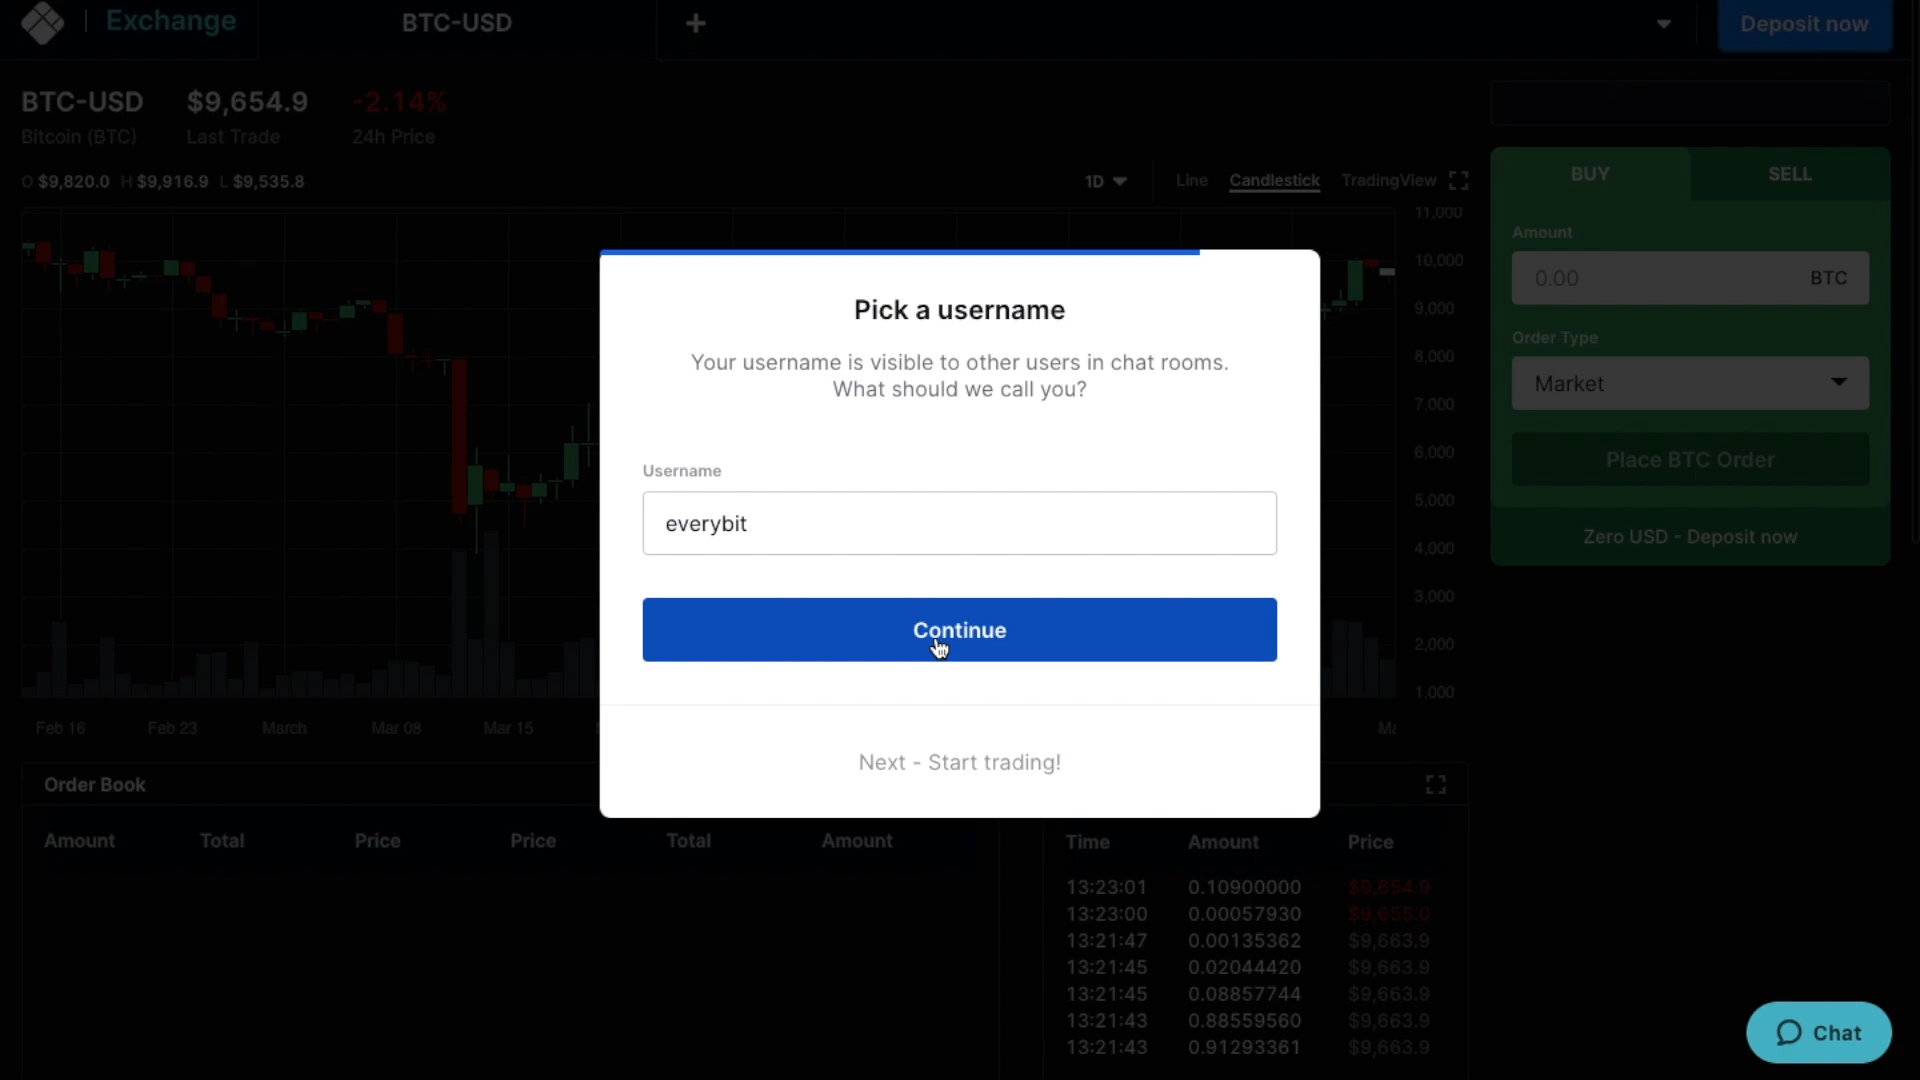 Exchange
BTC-USD
+
Deposit now
BTC-USD $9,654.9 -2.14%
Bitcoin (BTC) Last Trade 24h Price
O $9,820.0 H $9,916.9 L $9,535.8
1D
Line Candlestick TradingView
11,000
10,000
9,000
8,000
7,000
6,000
5,000
4,000
3,000
2,000
1,000
Feb 16 Feb 23 March Mar 08 Mar 15
BUY SELL
Amount
0.00 BTC
Order Type
Market
Place BTC Order
Zero USD - Deposit now
Pick a username
Your username is visible to other users in chat rooms.
What should we call you?
Username
everybit
Continue
Next - Start trading!
Order Book
Amount Total Price Price Total Amount
Time Amount Price
13:23:01 0.10900000 $9,654.9
13:23:00 0.00057930 $9,655.0
13:21:47 0.00135362 $9,663.9
13:21:45 0.02044420 $9,663.9
13:21:45 0.08857744 $9,663.9
13:21:43 0.88559560 $9,663.9
13:21:43 0.91293361 $9,663.9
Chat